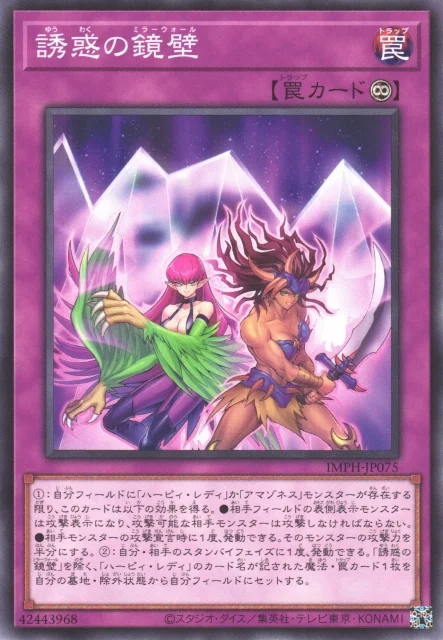 誘惑の鏡壁
ゆう わく ミラーウォール
罠
トラップ
【罠カード】
トラップ
IMPH-JP075
①：自分フィールドに「ハーピィ・レディ」か「アマゾネス」モンスターが存在する
限り、このカードは以下の効果を得る。●相手フィールドの表側表示モンスター
は攻撃表示になり、攻撃可能な相手モンスターは攻撃しなければならない。
●相手モンスターの攻撃宣言時に１度、発動できる。そのモンスターの攻撃力を
半分にする。②：自分・相手のスタンバイフェイズに１度、発動できる。「誘惑の
鏡壁」を除く、「ハーピィ・レディ」のカード名が記された魔法・罠カード１枚を
自分の墓地・除外状態から自分フィールドにセットする。
42443968
©スタジオ・ダイス／集英社・テレビ東京・KONAMI